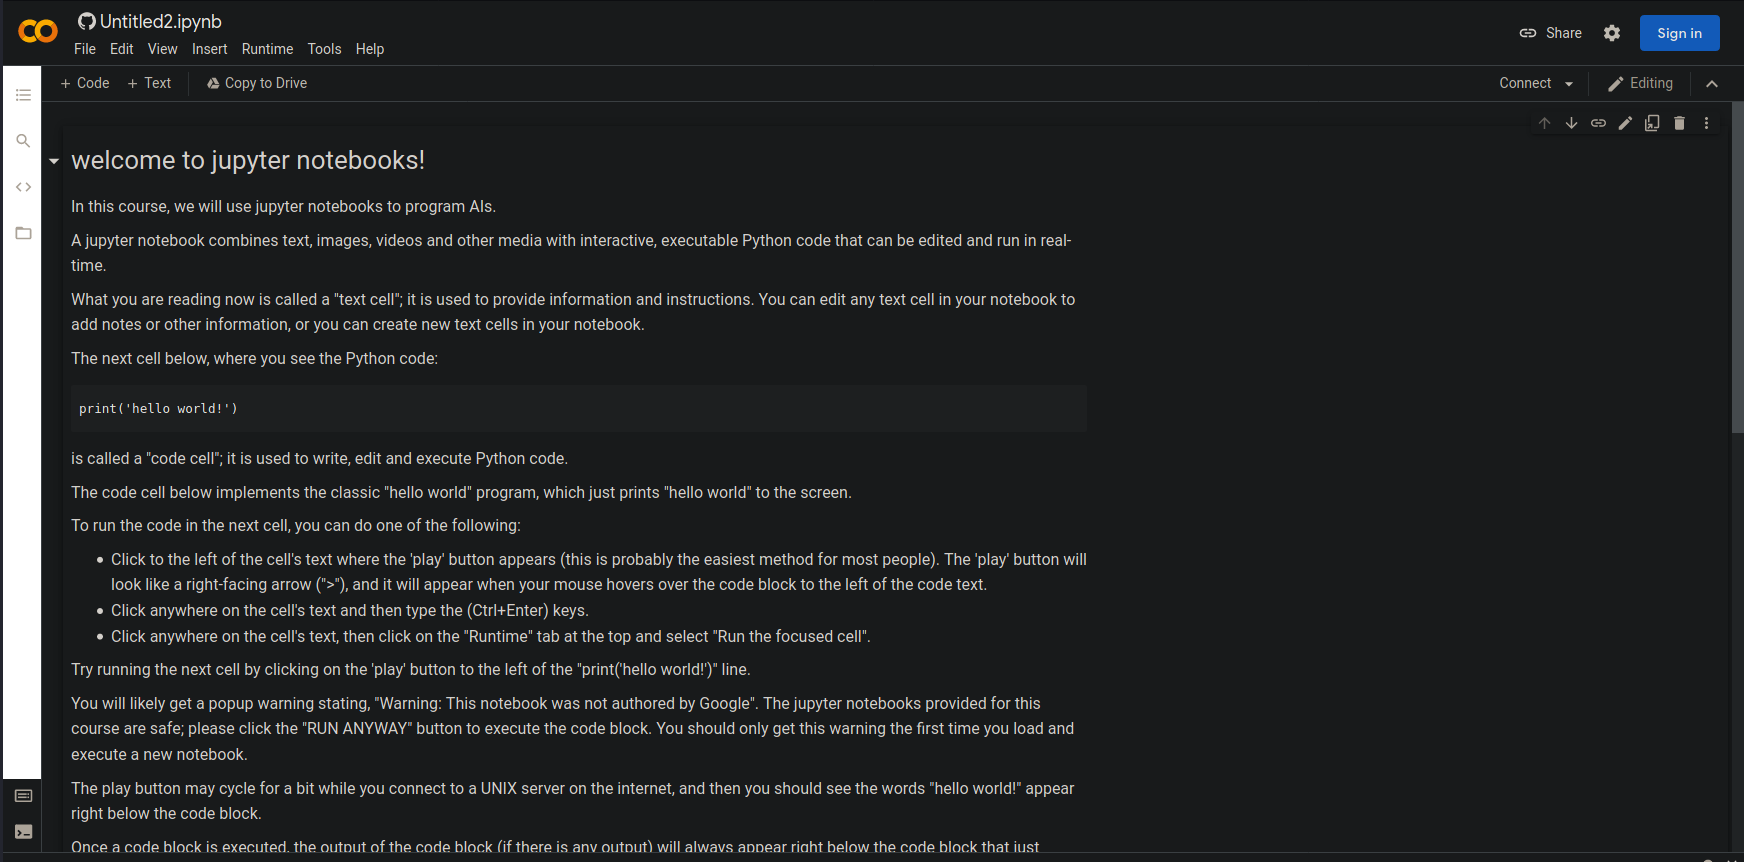 Untitled2.ipynb
File Edit View Insert Runtime Tools Help
Share
Sign in
+ Code + Text Copy to Drive
Connect Editing
welcome to jupyter notebooks!
In this course, we will use jupyter notebooks to program AIs.
A jupyter notebook combines text, images, videos and other media with interactive, executable Python code that can be edited and run in real-
time.
What you are reading now is called a "text cell"; it is used to provide information and instructions. You can edit any text cell in your notebook to
add notes or other information, or you can create new text cells in your notebook.
The next cell below, where you see the Python code:
print('hello world!')
is called a "code cell"; it is used to write, edit and execute Python code.
The code cell below implements the classic "hello world" program, which just prints "hello world" to the screen.
To run the code in the next cell, you can do one of the following:
• Click to the left of the cell's text where the 'play' button appears (this is probably the easiest method for most people). The 'play' button will
look like a right-facing arrow (">"), and it will appear when your mouse hovers over the code block to the left of the code text.
• Click anywhere on the cell's text and then type the (Ctrl+Enter) keys.
• Click anywhere on the cell's text, then click on the "Runtime" tab at the top and select "Run the focused cell".
Try running the next cell by clicking on the 'play' button to the left of the "print('hello world!')" line.
You will likely get a popup warning stating, "Warning: This notebook was not authored by Google". The jupyter notebooks provided for this
course are safe; please click the "RUN ANYWAY" button to execute the code block. You should only get this warning the first time you load and
execute a new notebook.
The play button may cycle for a bit while you connect to a UNIX server on the internet, and then you should see the words "hello world!" appear
right below the code block.
Once a code block is executed, the output of the code block (if there is any output) will always appear right below the code block that just